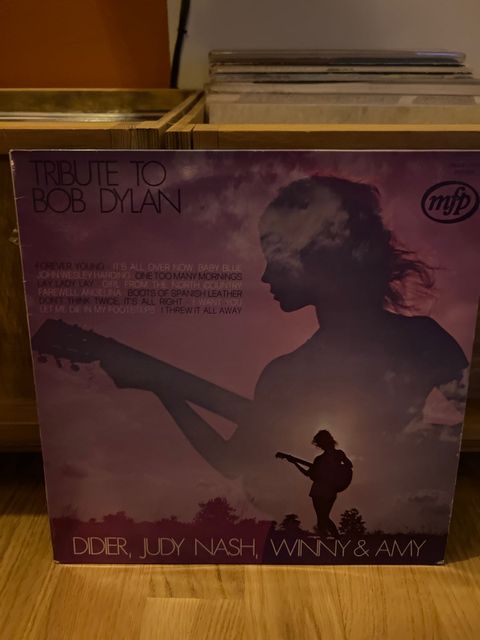 TRIBUTE TO
BOB DYLAN
mfp
FOREVER YOUNG IT'S ALL OVER NOW, BABY BLUE
JOHN WESLEY HARDING ONE TOO MANY MORNINGS
LAY LADY LAY GIRL FROM THE NORTH COUNTRY
FAREWELL ANGELINA BOOTS OF SPANISH LEATHER
DON'T THINK TWICE, IT'S ALL RIGHT
LET ME DIE IN MY FOOTSTEPS I THREW IT ALL AWAY
DIDIER, JUDY NASH, WINNY & AMY